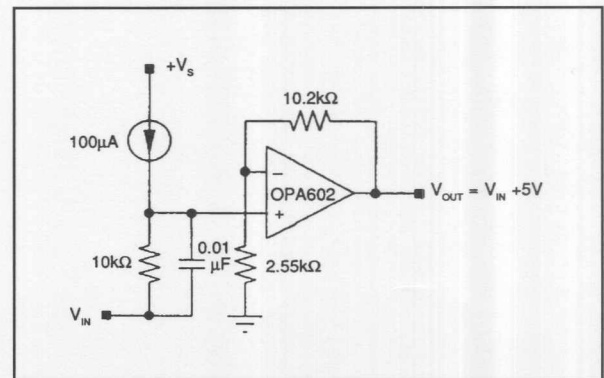 +V_S
10.2kΩ
100μA
−
OPA602
+
V_OUT = V_IN +5V
0.01
μF
10kΩ
2.55kΩ
V_IN